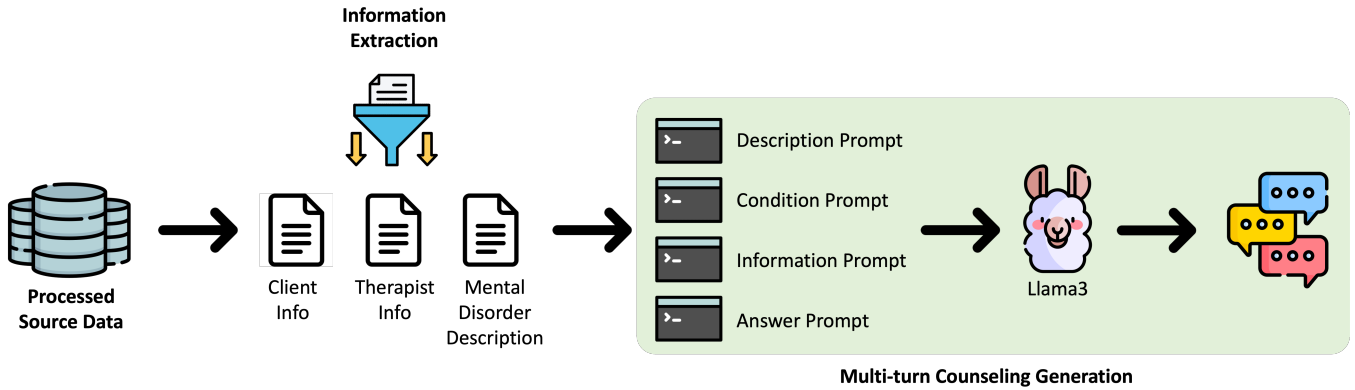 Information
Extraction
Processed
Source Data
Client
Info
Therapist
Info
Mental
Disorder
Description
Description Prompt
Condition Prompt
Information Prompt
Answer Prompt
Llama3
Multi-turn Counseling Generation